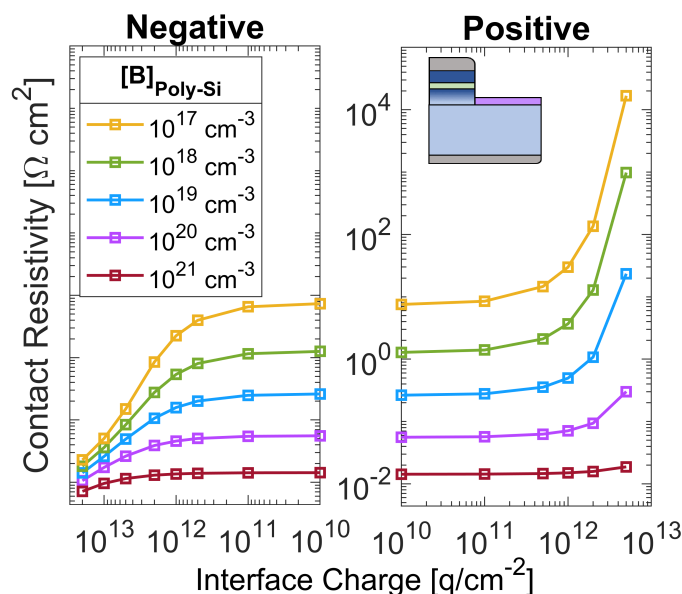 Negative
Positive
[B]Poly-Si
10^17 cm^-3
10^18 cm^-3
10^19 cm^-3
10^20 cm^-3
10^21 cm^-3
Contact Resistivity [Ω cm^2]
10^4
10^2
10^0
10^-2
10^13
10^12
10^11
10^10
10^10
10^11
10^12
10^13
Interface Charge [q/cm^-2]